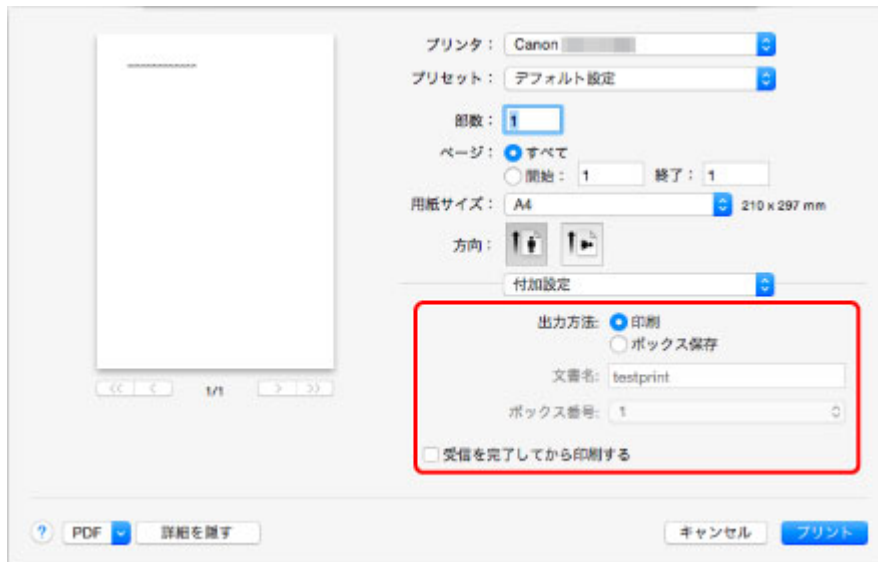 プリンタ： Canon
プリセット： デフォルト設定
部数： 1
ページ： すべて
開始： 1 終了： 1
用紙サイズ： A4 210 x 297 mm
方向：
付加設定
出力方法: 印刷
ボックス保存
文書名: testprint
ボックス番号: 1
受信を完了してから印刷する
<< < 1/1 > >>
? PDF 詳細を隠す キャンセル プリント